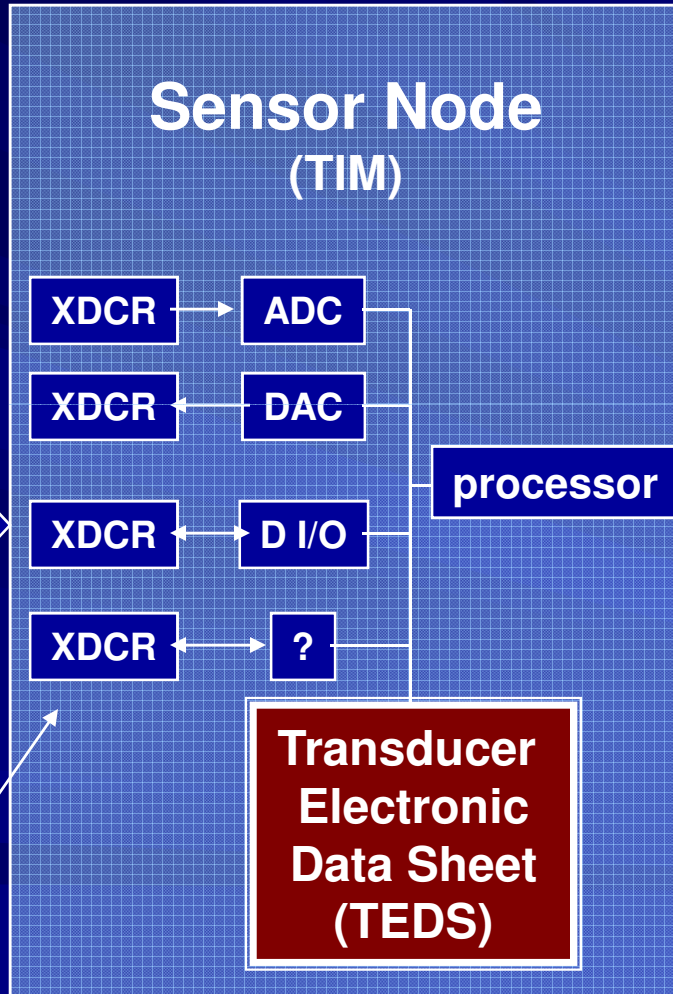 Sensor Node
(TIM)
XDCR ADC
XDCR DAC
processor
XDCR D I/O
XDCR ?
Transducer
Electronic
Data Sheet
(TEDS)